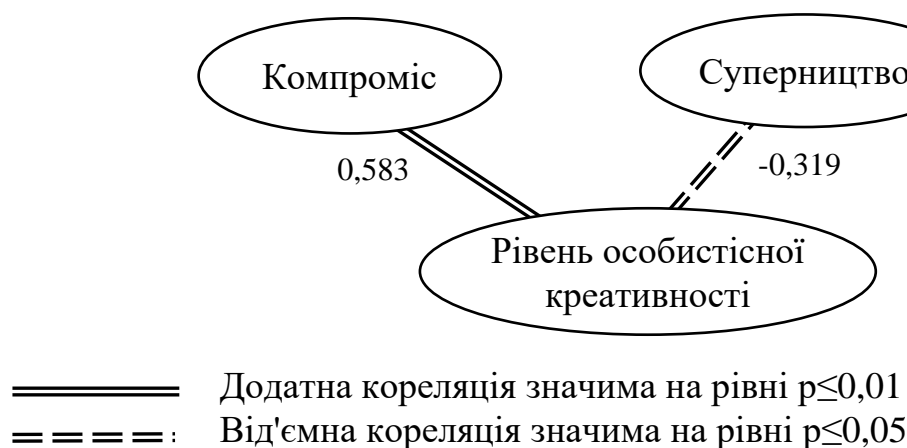 Компроміс
Суперництво
0,583
-0,319
Рівень особистісної
креативності
Додатна кореляція значима на рівні p≤0,01
Від'ємна кореляція значима на рівні p≤0,05